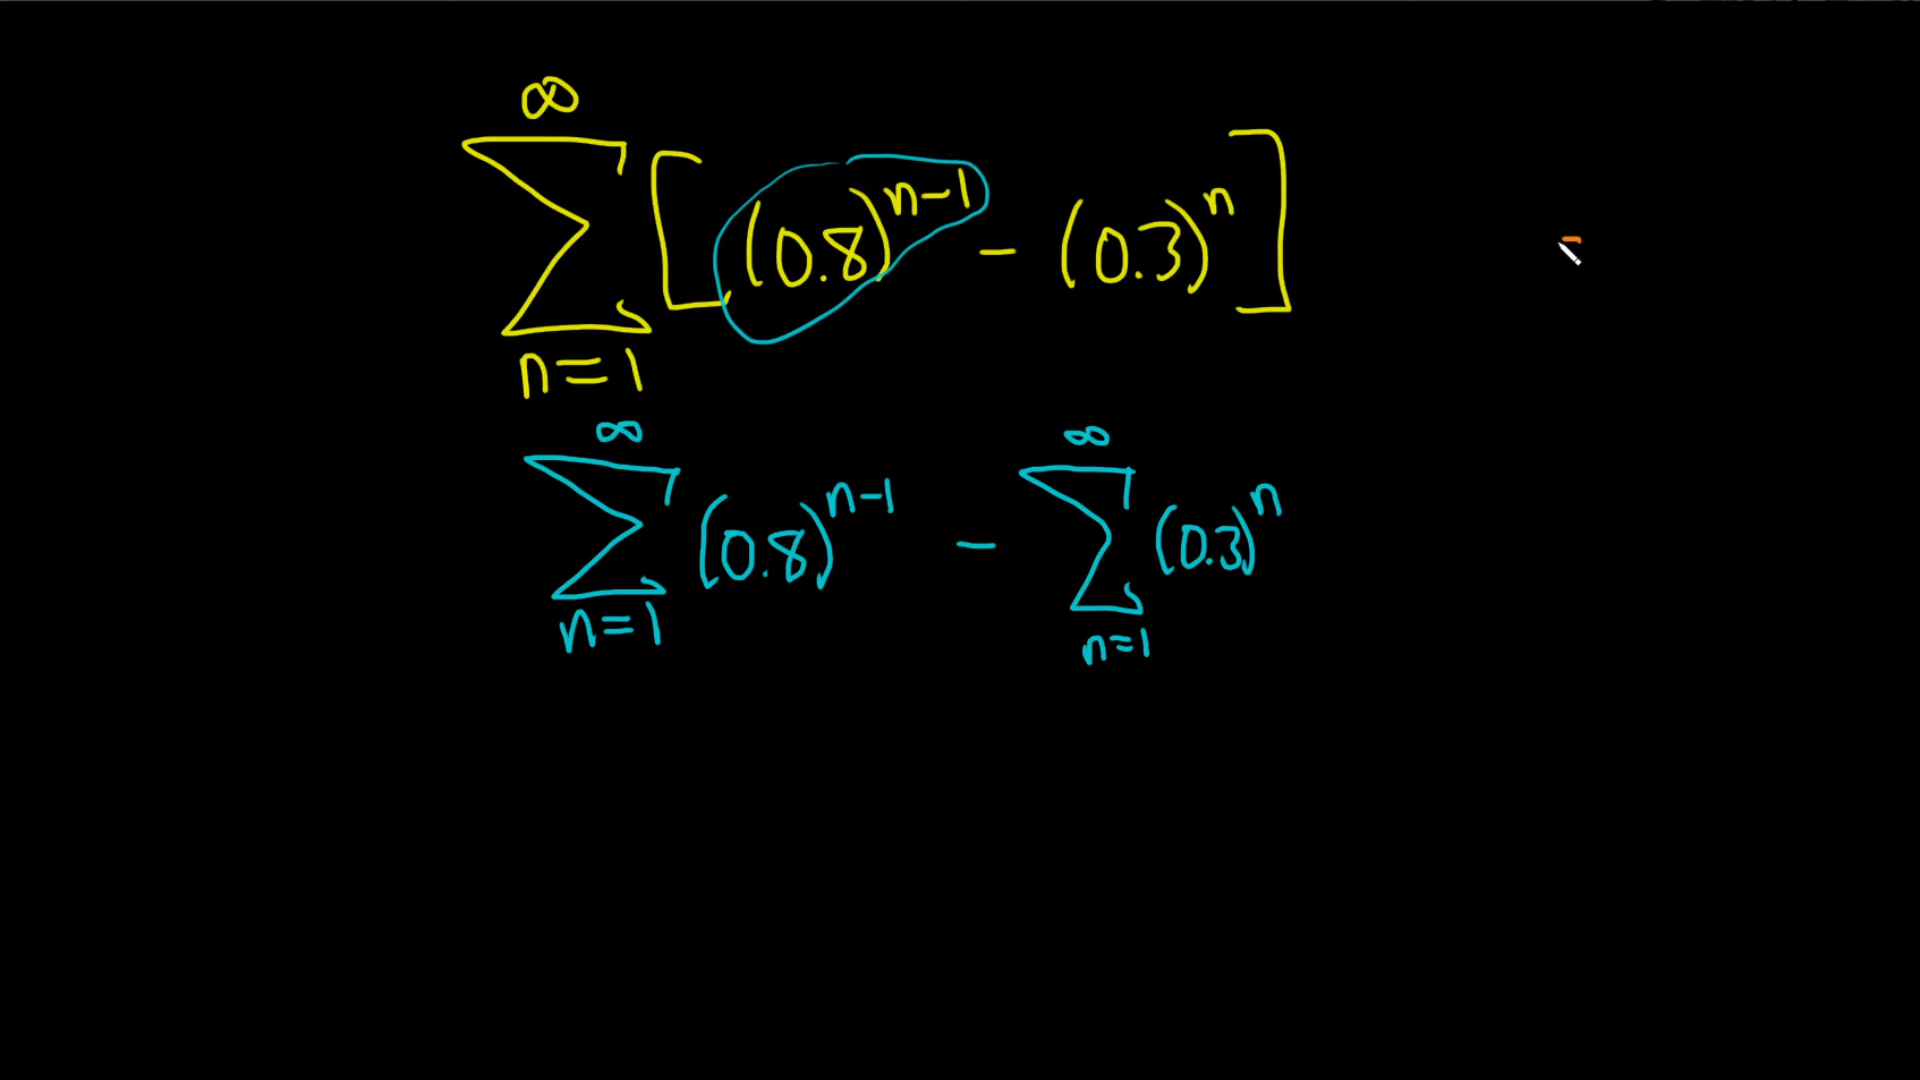 ∞
∑ [(0.8)^{n-1} - (0.3)^n]
n=1
∞ ∞
∑ (0.8)^{n-1} - ∑ (0.3)^n
n=1 n=1